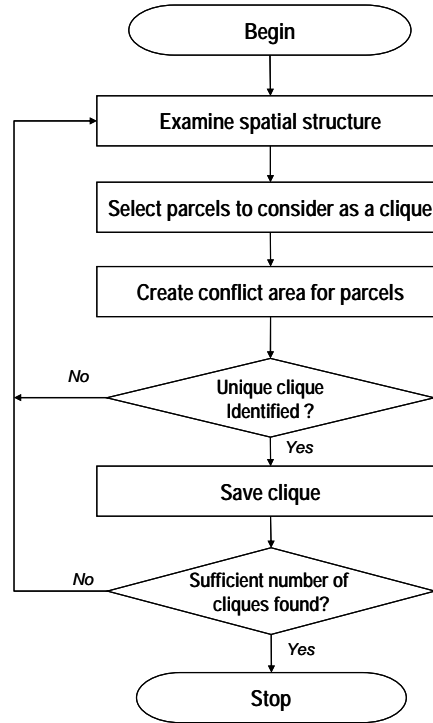 Begin
Examine spatial structure
Select parcels to consider as a clique
Create conflict area for parcels
No
Unique clique
Identified ?
Yes
Save clique
No
Sufficient number of
cliques found?
Yes
Stop